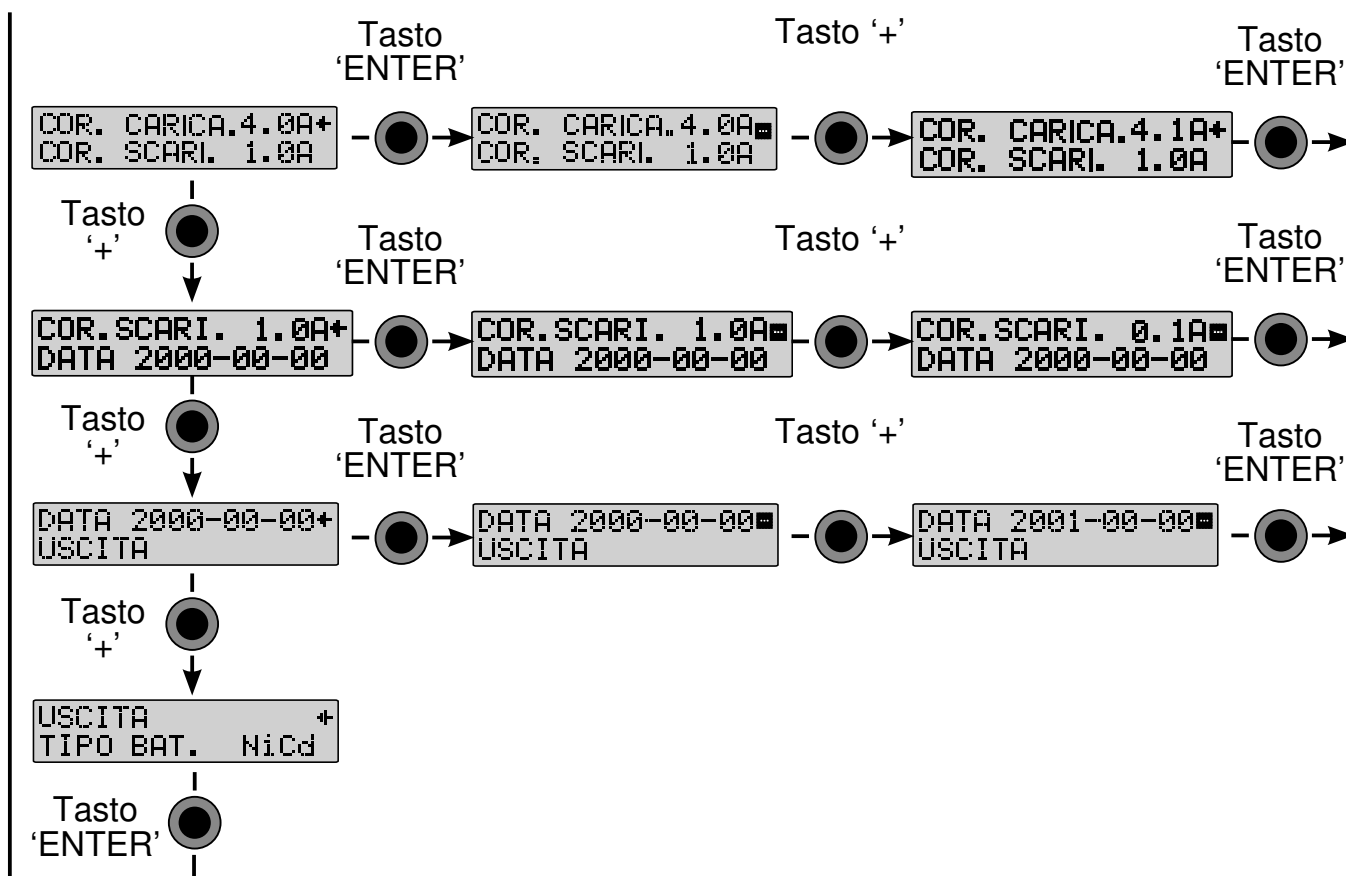 Tasto
‘ENTER’
Tasto ‘+’
Tasto
‘ENTER’
COR. CARICA.4.0A
COR. SCARI. 1.0A
COR. CARICA.4.0A
COR. SCARI. 1.0A
COR. CARICA.4.1A
COR. SCARI. 1.0A
Tasto
‘+’
Tasto
‘ENTER’
Tasto ‘+’
Tasto
‘ENTER’
COR.SCARI. 1.0A
DATA 2000-00-00
COR.SCARI. 1.0A
DATA 2000-00-00
COR.SCARI. 0.1A
DATA 2000-00-00
Tasto
‘+’
Tasto
‘ENTER’
Tasto ‘+’
Tasto
‘ENTER’
DATA 2000-00-00
USCITA
DATA 2000-00-00
USCITA
DATA 2001-00-00
USCITA
Tasto
‘+’
USCITA
TIPO BAT. NiCd
Tasto
‘ENTER’